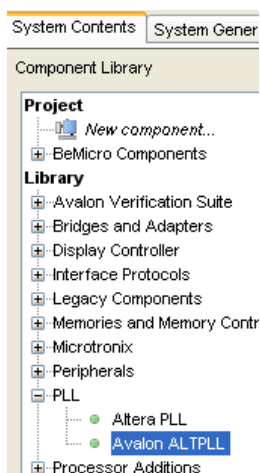 System Contents System Gener
Component Library
Project
New component...
BeMicro Components
Library
Avalon Verification Suite
Bridges and Adapters
Display Controller
Interface Protocols
Legacy Components
Memories and Memory Contr
Microtronix
Peripherals
PLL
Altera PLL
Avalon ALTPLL
Processor Additions